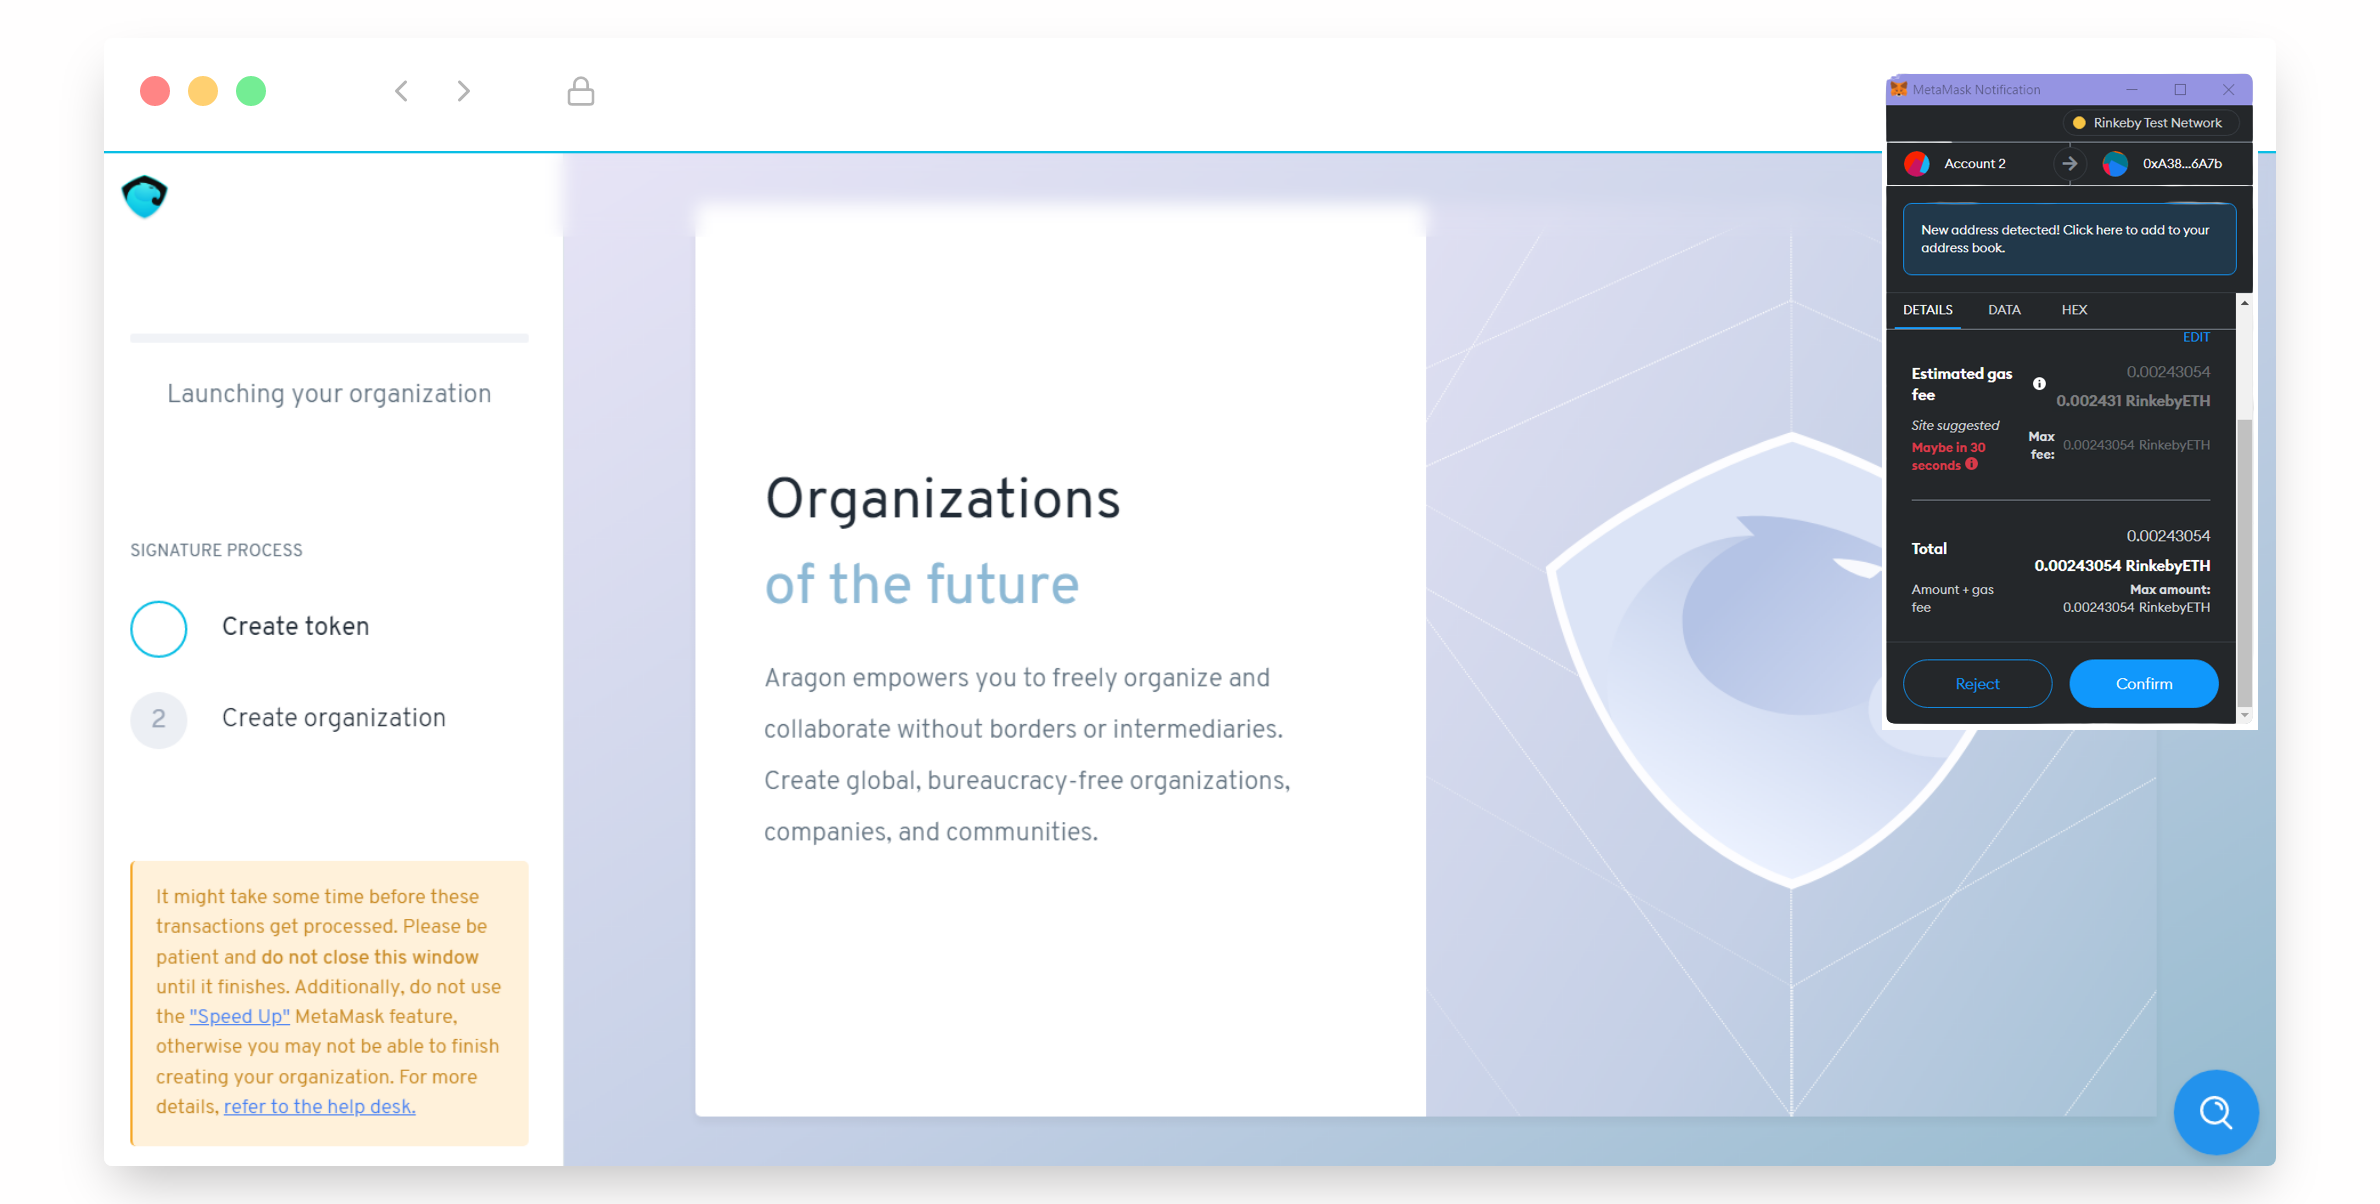 Launching your organization
SIGNATURE PROCESS
Create token
2
Create organization
It might take some time before these
transactions get processed. Please be
patient and do not close this window
until it finishes. Additionally, do not use
the "Speed Up" MetaMask feature,
otherwise you may not be able to finish
creating your organization. For more
details, refer to the help desk.
Organizations
of the future
Aragon empowers you to freely organize and
collaborate without borders or intermediaries.
Create global, bureaucracy-free organizations,
companies, and communities.
MetaMask Notification
Rinkeby Test Network
Account 2
0xA38...6A7b
New address detected! Click here to add to your
address book.
DETAILS DATA HEX
EDIT
Estimated gas
fee
0.00243054
0.002431 RinkebyETH
Site suggested
Maybe in 30
seconds
Max
fee:
0.00243054 RinkebyETH
Total
0.00243054
0.00243054 RinkebyETH
Amount + gas
fee
Max amount:
0.00243054 RinkebyETH
Reject
Confirm